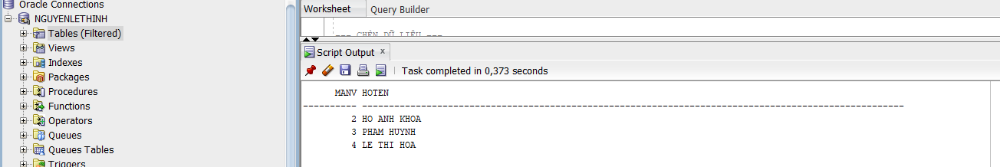 Oracle Connections
NGUYENLETHINH
Tables (Filtered)
Views
Indexes
Packages
Procedures
Functions
Operators
Queues
Queues Tables
Triggers
Worksheet Query Builder
--- CHÈN DỮ LIỆU ---
Script Output x
Task completed in 0,373 seconds
MANV HOTEN
---------- ----------------------------------------------------------------------------------------------------
2 HO ANH KHOA
3 PHAM HUYNH
4 LE THI HOA